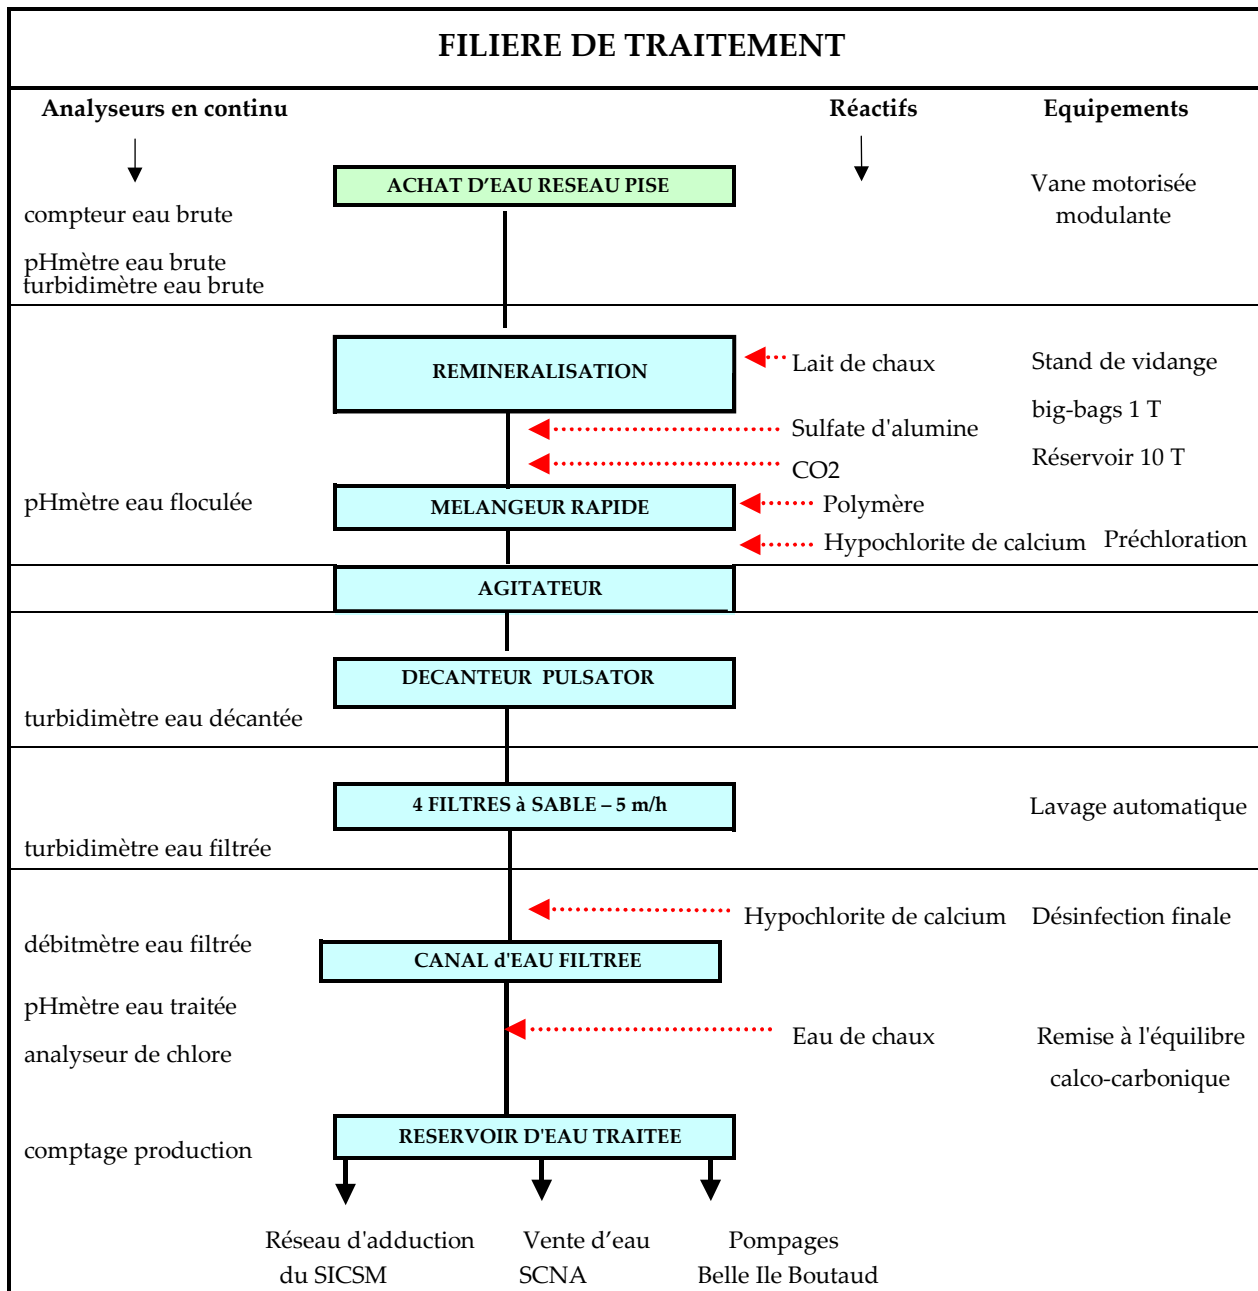 FILIERE DE TRAITEMENT
Analyseurs en continu
Réactifs
Equipements
ACHAT D’EAU RESEAU PISE
Vane motorisée
modulante
compteur eau brute
pHmètre eau brute
turbidimètre eau brute
REMINERALISATION
Lait de chaux
Stand de vidange
big-bags 1 T
Sulfate d'alumine
CO2
Réservoir 10 T
pHmètre eau floculée
MELANGEUR RAPIDE
Polymère
Hypochlorite de calcium
Préchloration
AGITATEUR
DECANTEUR PULSATOR
turbidimètre eau décantée
4 FILTRES à SABLE – 5 m/h
Lavage automatique
turbidimètre eau filtrée
Hypochlorite de calcium
Désinfection finale
débitmètre eau filtrée
CANAL d'EAU FILTREE
pHmètre eau traitée
analyseur de chlore
Eau de chaux
Remise à l'équilibre
calco-carbonique
RESERVOIR D'EAU TRAITEE
comptage production
Réseau d'adduction
du SICSM
Vente d’eau
SCNA
Pompages
Belle Ile Boutaud